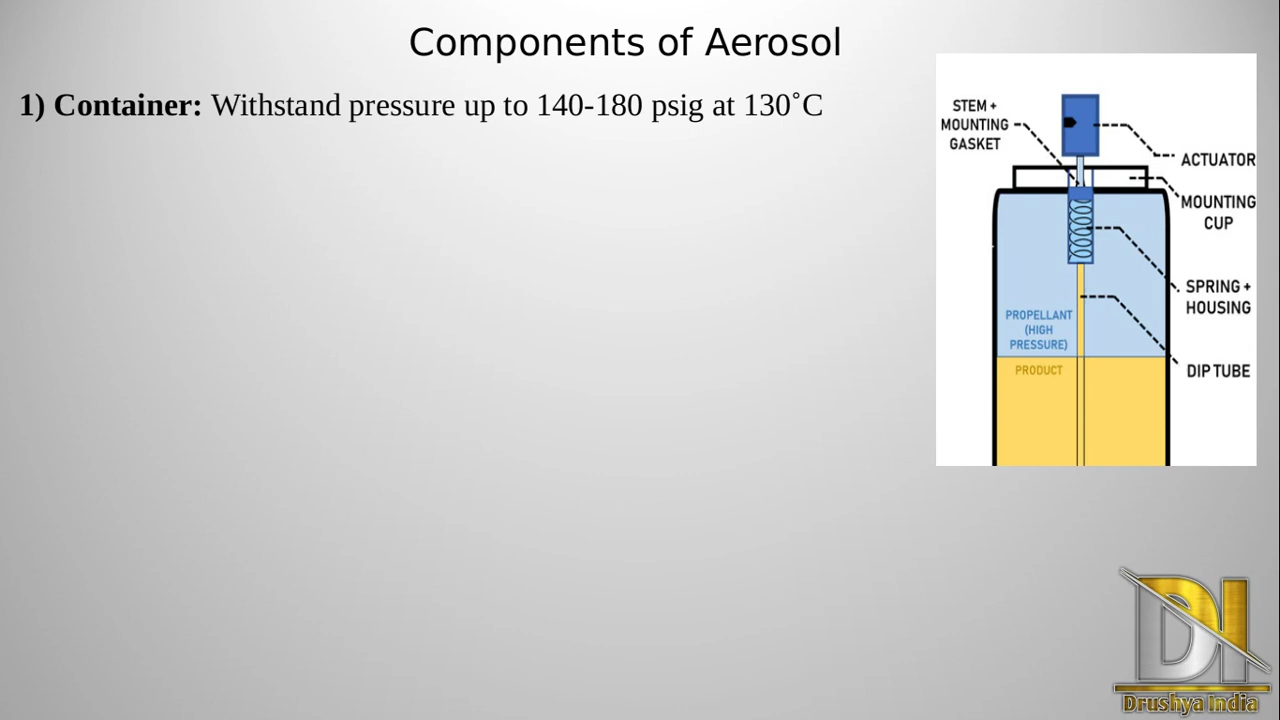 Components of Aerosol
1) Container: Withstand pressure up to 140-180 psig at 130˚C
STEM +
MOUNTING
GASKET
ACTUATOR
MOUNTING
CUP
SPRING +
HOUSING
PROPELLANT
(HIGH
PRESSURE)
PRODUCT
DIP TUBE
DI
Drushya India